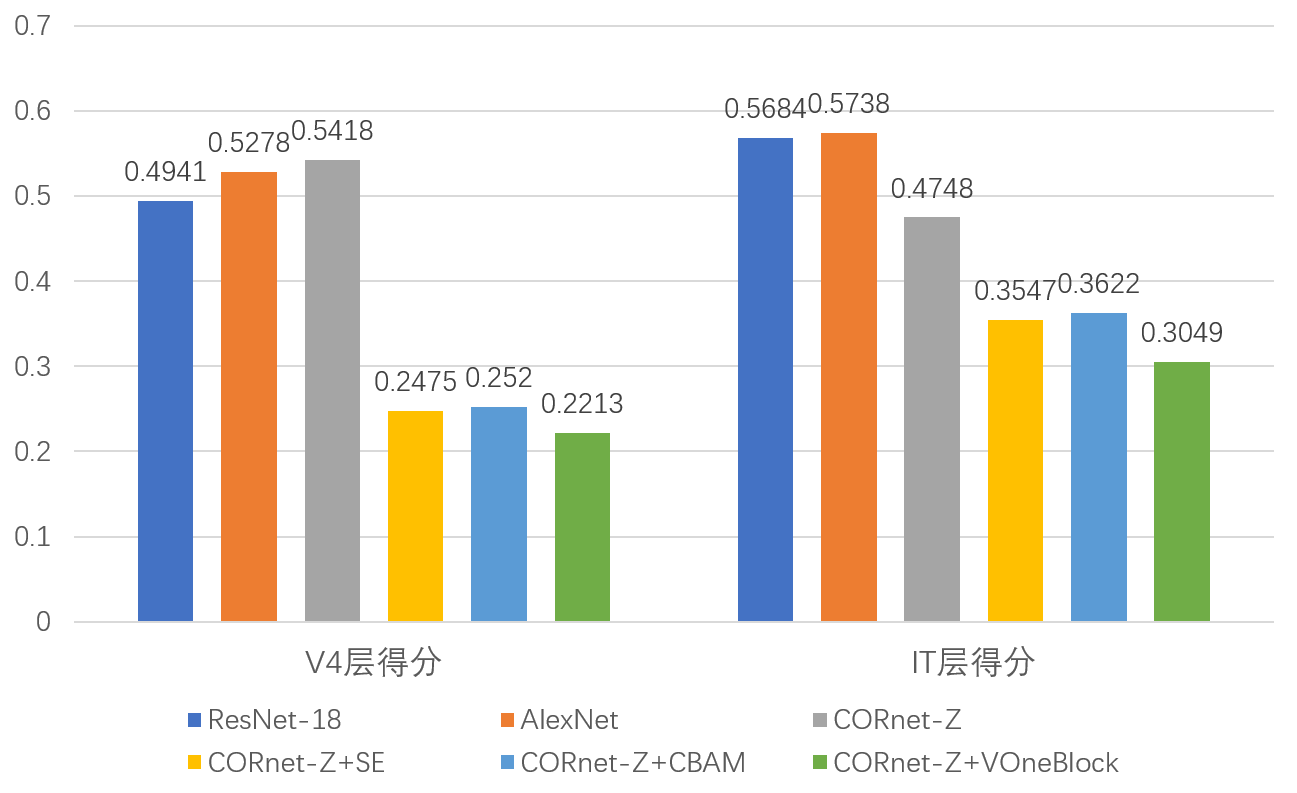 0.7
0.6
0.5
0.4
0.3
0.2
0.1
0
0.4941
0.5278
0.5418
0.2475
0.252
0.2213
0.5684
0.5738
0.4748
0.3547
0.3622
0.3049
V4层得分
IT层得分
ResNet-18
AlexNet
CORnet-Z
CORnet-Z+SE
CORnet-Z+CBAM
CORnet-Z+VOneBlock